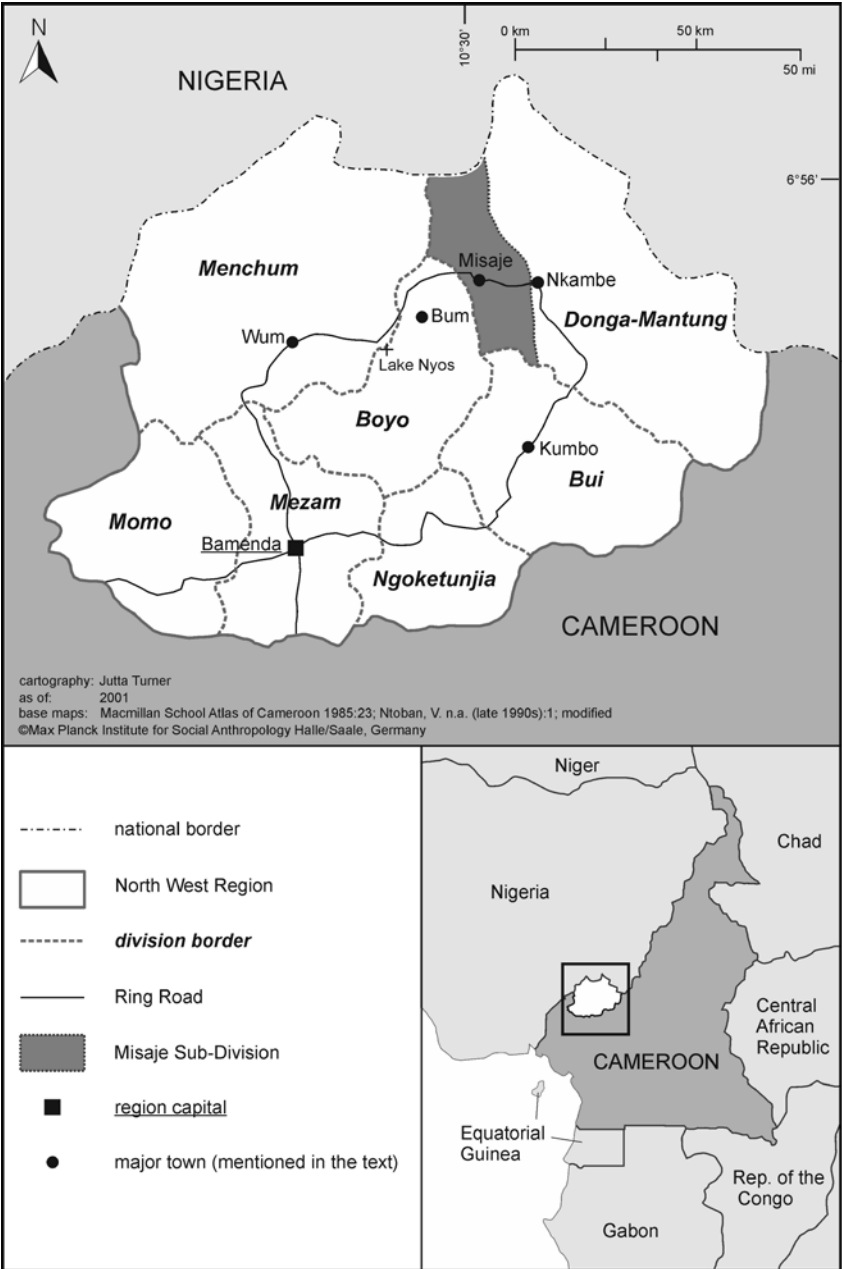 N
10°30'
0 km
50 km
50 mi
NIGERIA
6°56'
Menchum
Misaje
Nkambe
Bum
Donga-Mantung
Wum
Lake Nyos
Boyo
Kumbo
Bui
Mezam
Momo
Bamenda
Ngoketunjia
CAMEROON
cartography: Jutta Turner
as of: 2001
base maps: Macmillan School Atlas of Cameroon 1985:23; Ntoban, V. n.a. (late 1990s):1; modified
©Max Planck Institute for Social Anthropology Halle/Saale, Germany
national border
North West Region
division border
Ring Road
Misaje Sub-Division
region capital
major town (mentioned in the text)
Niger
Chad
Nigeria
Central
African
Republic
CAMEROON
Equatorial
Guinea
Rep. of the
Congo
Gabon